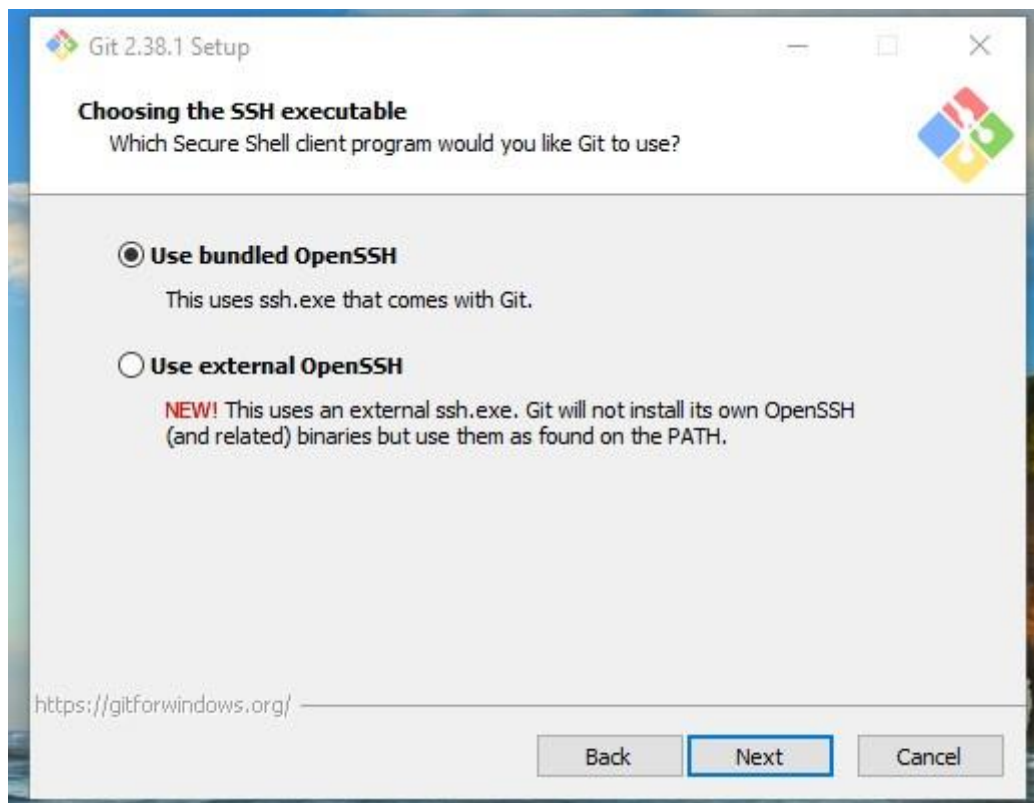 Git 2.38.1 Setup
Choosing the SSH executable
Which Secure Shell client program would you like Git to use?
Use bundled OpenSSH
This uses ssh.exe that comes with Git.
Use external OpenSSH
NEW! This uses an external ssh.exe. Git will not install its own OpenSSH
(and related) binaries but use them as found on the PATH.
https://gitforwindows.org/
Back Next Cancel